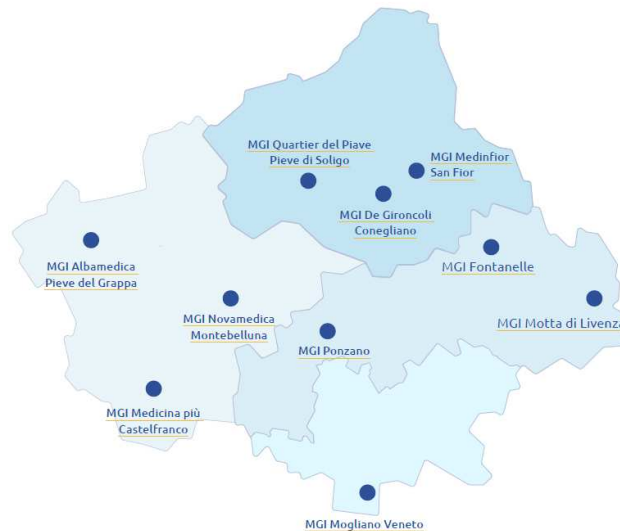 MGI Quartier del Piave
Pieve di Soligo
MGI Medinfior
San Fior
MGI De Gironcoli
Conegliano
MGI Albamedica
Pieve del Grappa
MGI Fontanelle
MGI Novamedica
Montebelluna
MGI Motta di Livenza
MGI Ponzano
MGI Medicina più
Castelfranco
MGI Mogliano Veneto